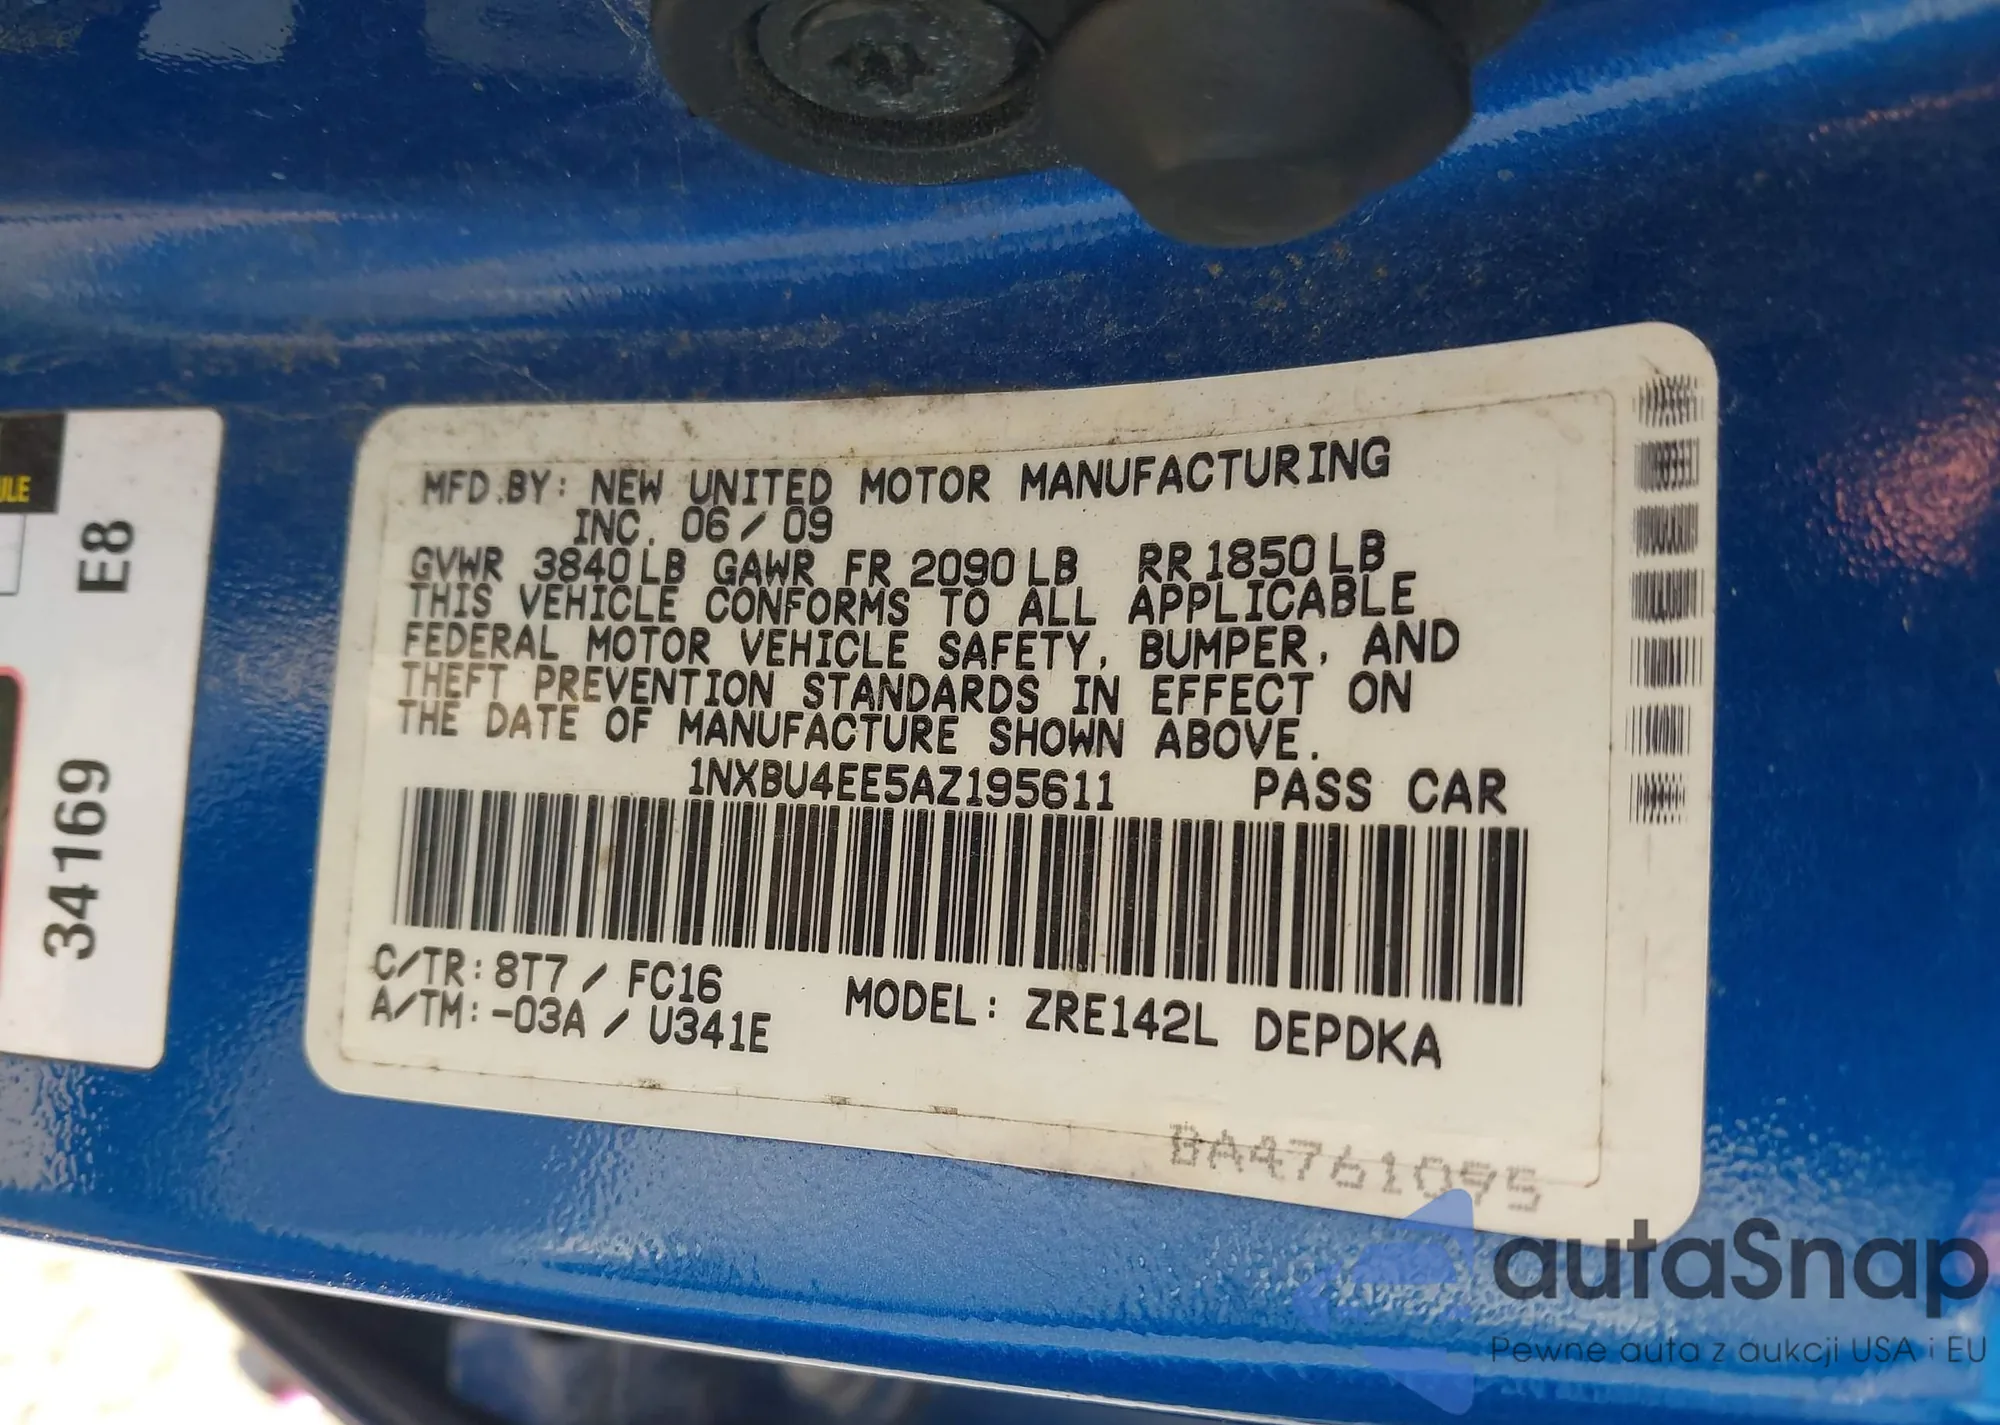 ULE
E8
34169
MFD.BY: NEW UNITED MOTOR MANUFACTURING
INC. 06/09
GVWR 3840LB GAWR FR 2090LB RR1850LB
THIS VEHICLE CONFORMS TO ALL APPLICABLE
FEDERAL MOTOR VEHICLE SAFETY, BUMPER, AND
THEFT PREVENTION STANDARDS IN EFFECT ON
THE DATE OF MANUFACTURE SHOWN ABOVE.
1NXBU4EE5AZ195611 PASS CAR
C/TR: 8T7 / FC16
A/TM: -03A / U341E
MODEL: ZRE142L DEPDKA
BA4761095
autaSnap
Pewne auta z aukcji USA i EU